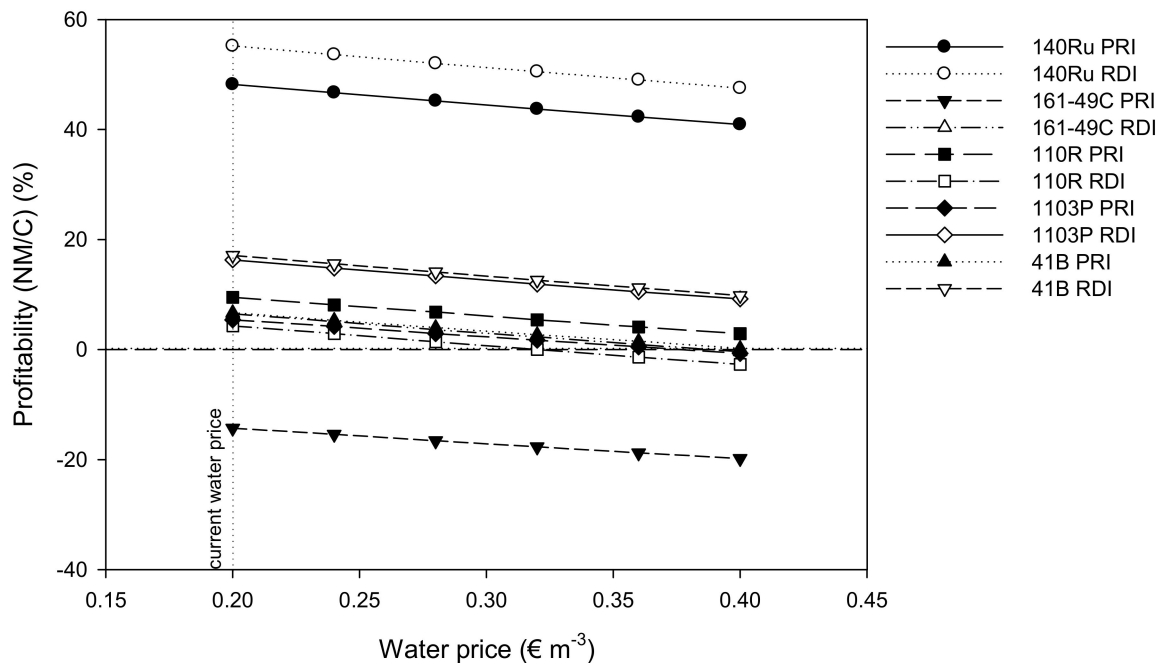 60
40
20
0
-20
-40
0.15
0.20
0.25
0.30
0.35
0.40
0.45
Profitability (NM/C) (%)
Water price (€ m⁻³)
current water price
140Ru PRI
140Ru RDI
161-49C PRI
161-49C RDI
110R PRI
110R RDI
1103P PRI
1103P RDI
41B PRI
41B RDI